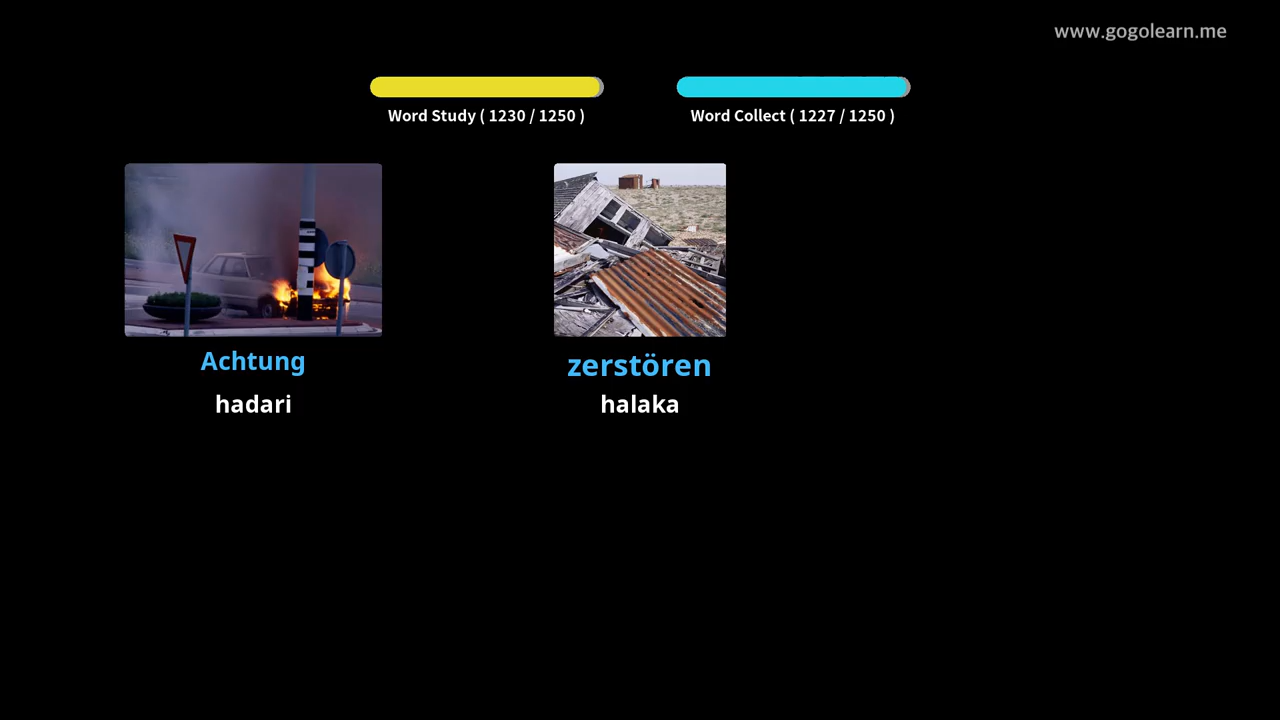 www.gogolearn.me
Word Study ( 1230 / 1250 )
Word Collect ( 1227 / 1250 )
Achtung
hadari
zerstören
halaka